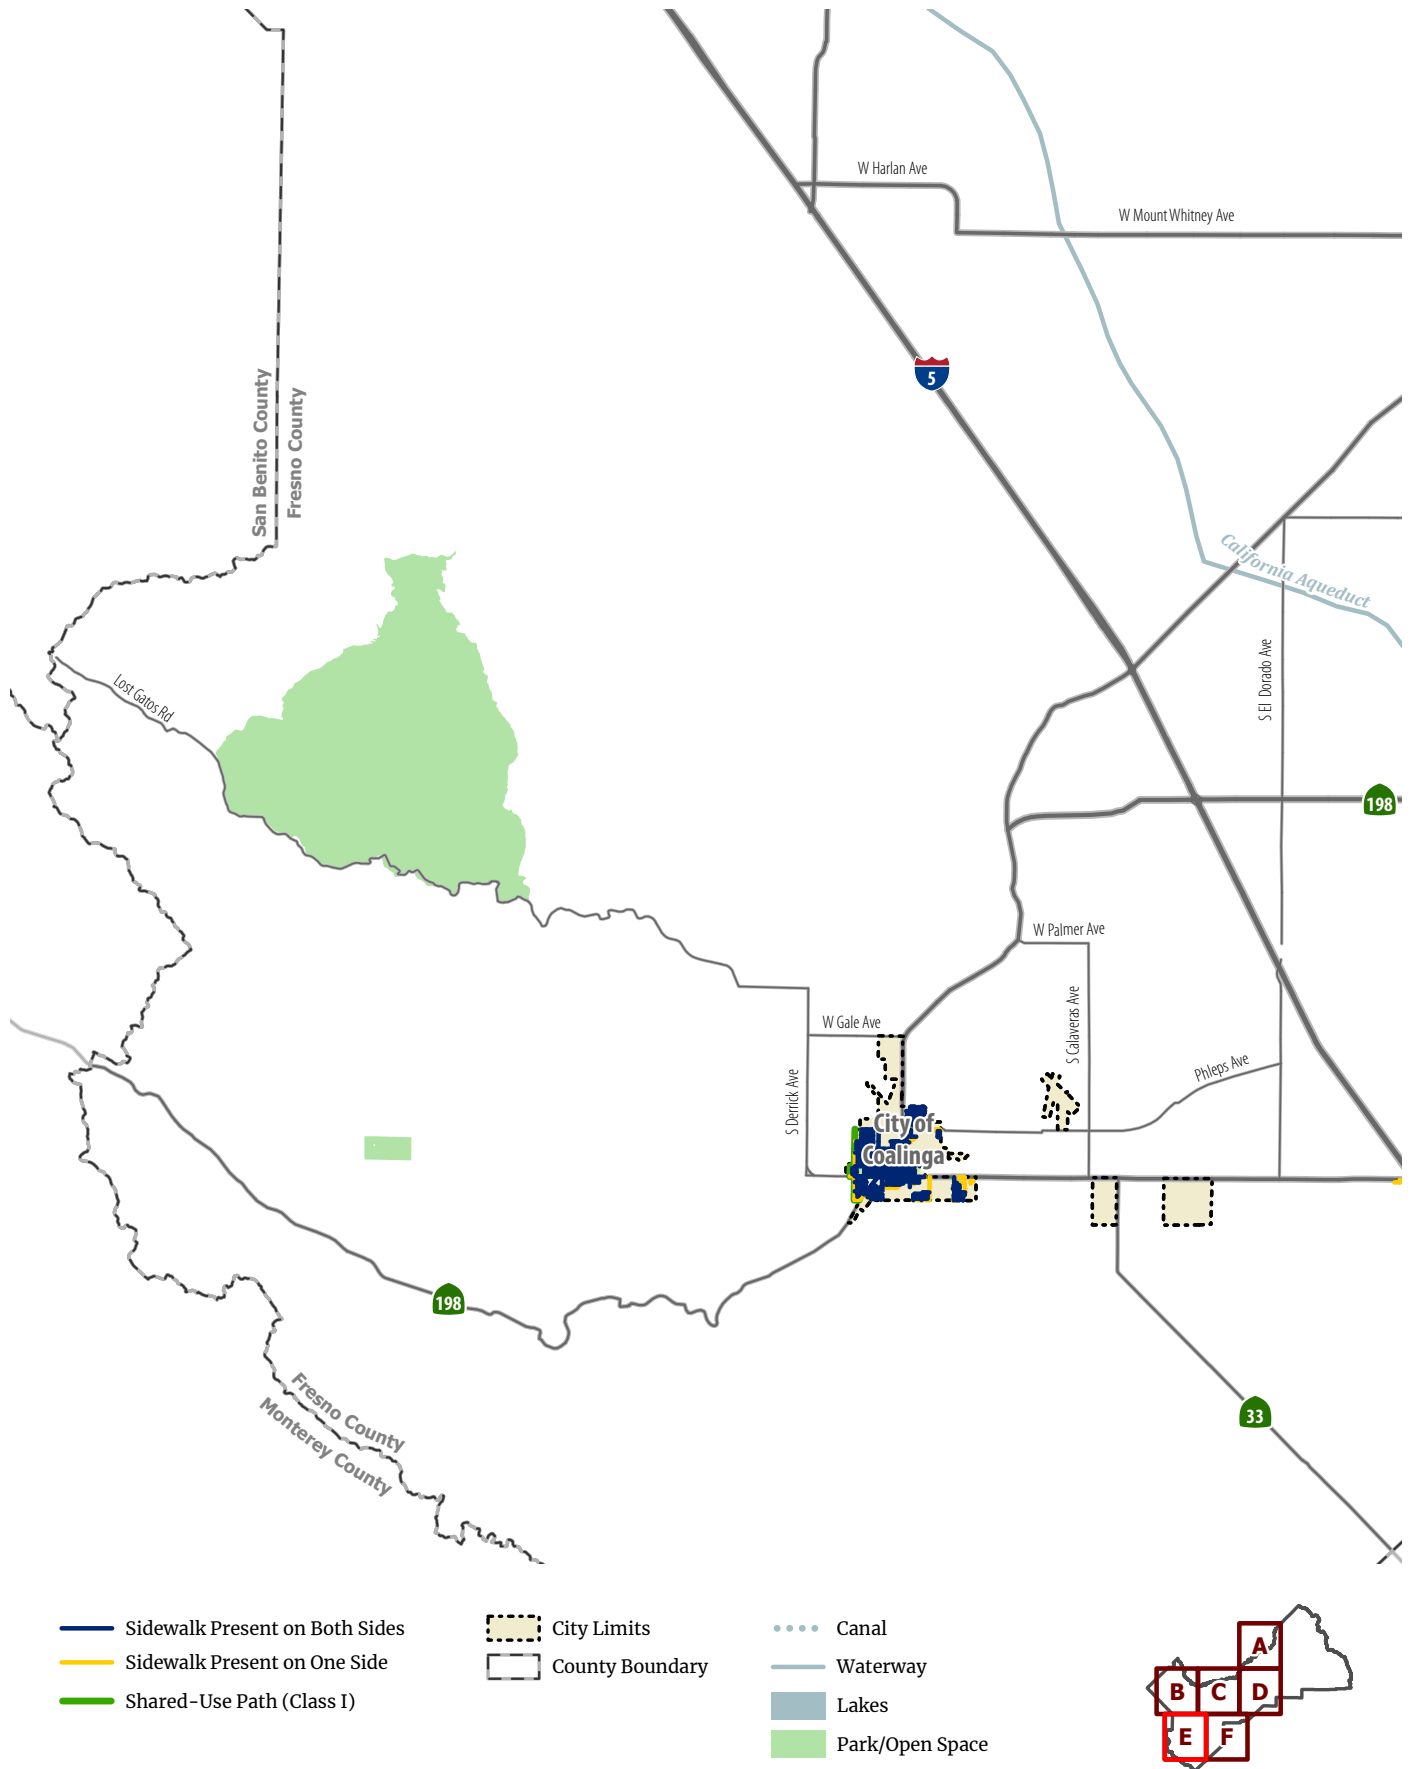 W Harlan Ave
W Mount Whitney Ave
5
San Benito County
Fresno County
California Aqueduct
S El Dorado Ave
Lost Gatos Rd
198
W Palmer Ave
S Calaveras Ave
W Gale Ave
Phleps Ave
S Derrick Ave
City of
Coalinga
198
Fresno County
Monterey County
33
Sidewalk Present on Both Sides
Sidewalk Present on One Side
Shared-Use Path (Class I)
City Limits
County Boundary
Canal
Waterway
Lakes
Park/Open Space
A
B C D
E F